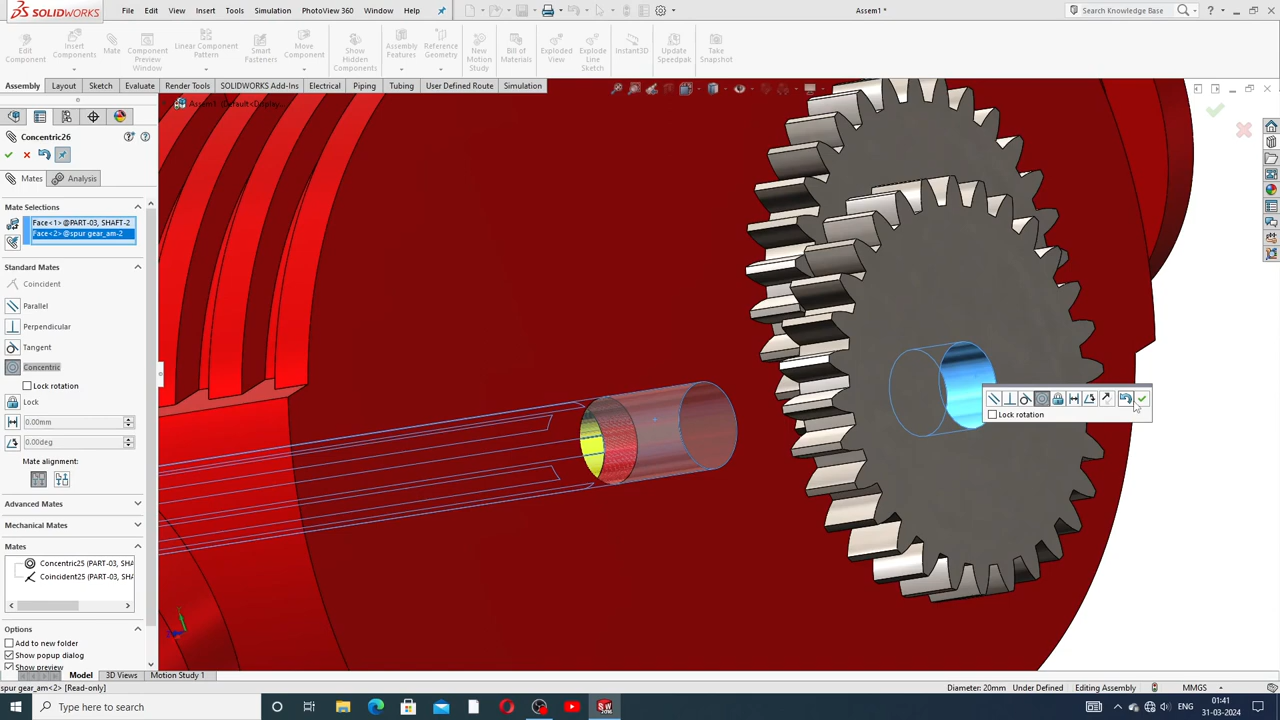 SOLIDWORKS File Edit View Insert Tools Simulation PhotoView 360 Window Help Assem1 * Search Knowledge Base
Edit Component Insert Components Mate Component Preview Window Linear Component Pattern Smart Fasteners Move Component Show Hidden Components Assembly Features Reference Geometry New Motion Study Bill of Materials Exploded View Explode Line Sketch Instant3D Update Speedpak Take Snapshot
Assembly Layout Sketch Evaluate Render Tools SOLIDWORKS Add-Ins Electrical Piping Tubing User Defined Route Simulation
Assem1 (Default<Display...
Concentric26
Mates Analysis
Mate Selections
Face<1>@PART-03, SHAFT-2
Face<2>@spur gear_am-2
Standard Mates
Coincident
Parallel
Perpendicular
Tangent
Concentric
Lock rotation
Lock
0.00mm
0.00deg
Mate alignment:
Advanced Mates
Mechanical Mates
Mates
Concentric25 (PART-03, SHA
Coincident25 (PART-03, SHA
Options
Add to new folder
Show popup dialog
Show preview
Lock rotation
Model 3D Views Motion Study 1
spur gear_am<2> [Read-only] Diameter: 20mm Under Defined Editing Assembly MMGS
Type here to search
ENG 01:41
31-03-2024